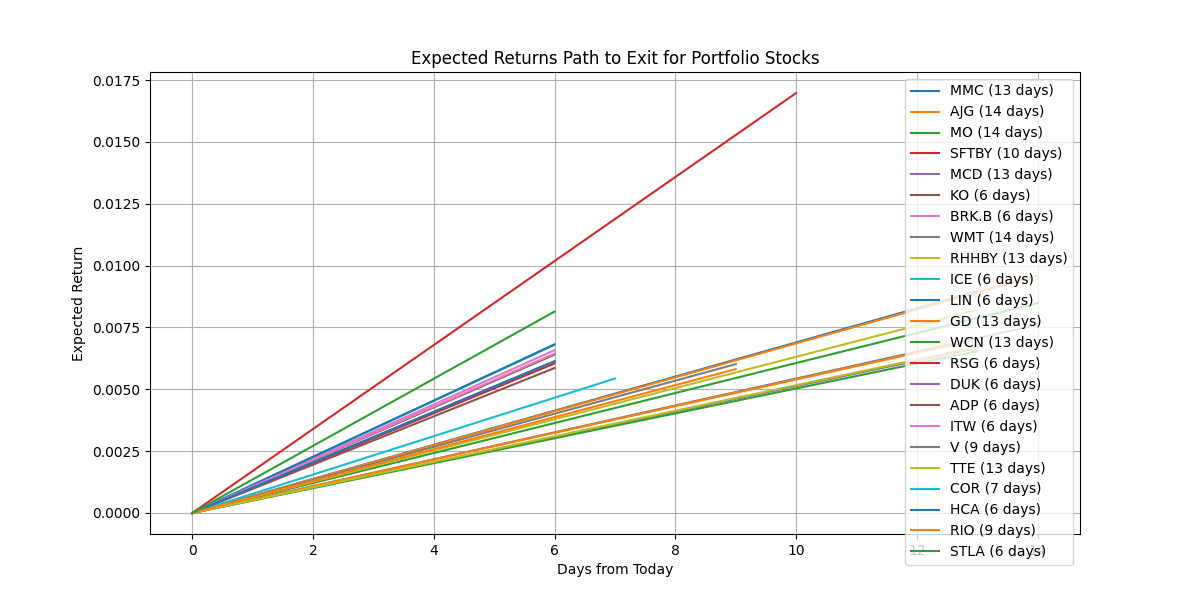 Expected Returns Path to Exit for Portfolio Stocks
Expected Return
0.0175
0.0150
0.0125
0.0100
0.0075
0.0050
0.0025
0.0000
MMC (13 days)
AJG (14 days)
MO (14 days)
SFTBY (10 days)
MCD (13 days)
KO (6 days)
BRK.B (6 days)
WMT (14 days)
RHHBY (13 days)
ICE (6 days)
LIN (6 days)
GD (13 days)
WCN (13 days)
RSG (6 days)
DUK (6 days)
ADP (6 days)
ITW (6 days)
V (9 days)
TTE (13 days)
COR (7 days)
HCA (6 days)
RIO (9 days)
STLA (6 days)
0 2 4 6 8 10 12
Days from Today